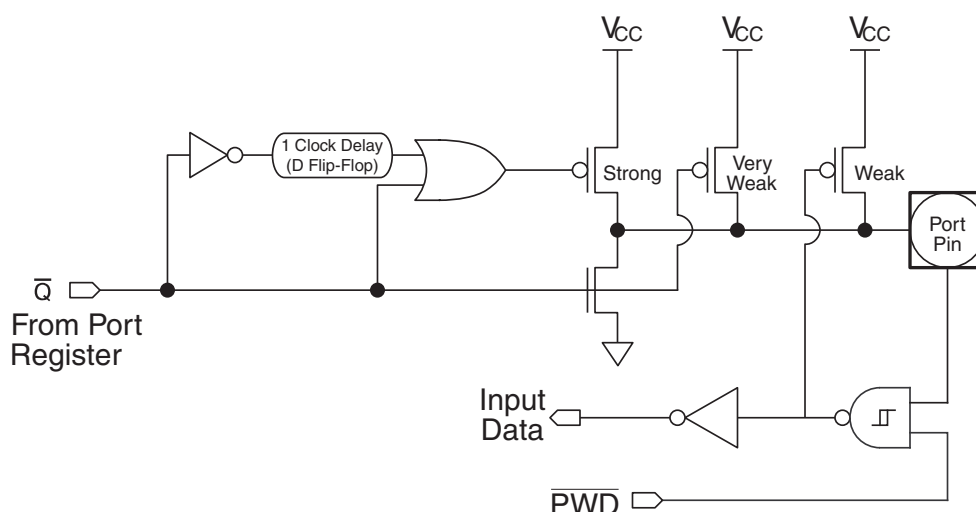 V_CC
V_CC
V_CC
1 Clock Delay
(D Flip-Flop)
Strong
Very
Weak
Weak
Port
Pin
Q̅
From Port
Register
Input
Data
P̅W̅D̅